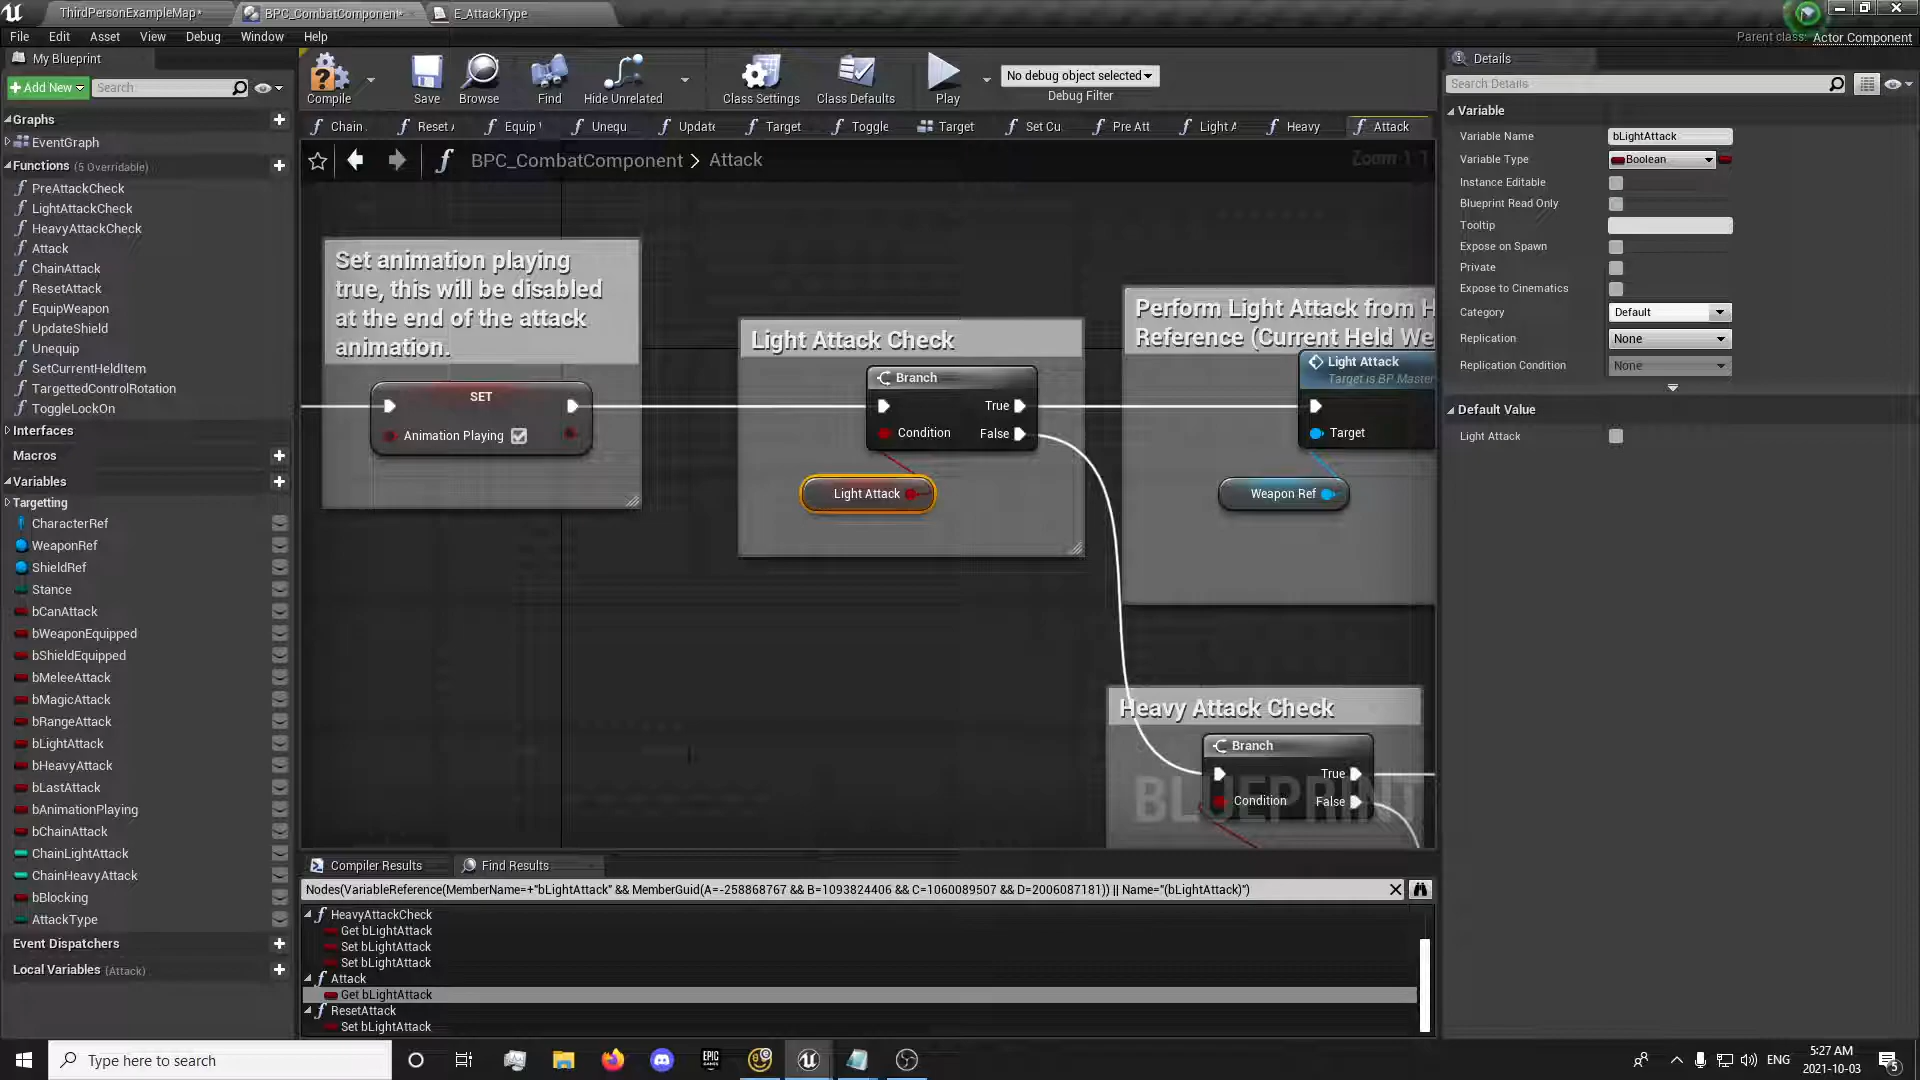 ThirdPersonExampleMap*
BPC_CombatComponent*
E_AttackType
File
Edit
Asset
View
Debug
Window
Help
Parent class: Actor Component
My Blueprint
Add New
Search
Graphs
EventGraph
Functions (5 Overridable)
PreAttackCheck
LightAttackCheck
HeavyAttackCheck
Attack
ChainAttack
ResetAttack
EquipWeapon
UpdateShield
Unequip
SetCurrentHeldItem
TargettedControlRotation
ToggleLockOn
Interfaces
Macros
Variables
Targetting
CharacterRef
WeaponRef
ShieldRef
Stance
bCanAttack
bWeaponEquipped
bShieldEquipped
bMeleeAttack
bMagicAttack
bRangeAttack
bLightAttack
bHeavyAttack
bLastAttack
bAnimationPlaying
bChainAttack
ChainLightAttack
ChainHeavyAttack
bBlocking
AttackType
Event Dispatchers
Local Variables (Attack)
Compile
Save
Browse
Find
Hide Unrelated
Class Settings
Class Defaults
Play
No debug object selected
Debug Filter
Chain
Reset
Equip
Unequ
Update
Target
Toggle
Target
Set Cu
Pre Att
Light A
Heavy
Attack
BPC_CombatComponent > Attack
Zoom 1:1
Set animation playing
true, this will be disabled
at the end of the attack
animation.
SET
Animation Playing
Light Attack Check
Branch
True
Condition
False
Light Attack
Perform Light Attack from H
Reference (Current Held We
Light Attack
Target is BP Master
Target
Weapon Ref
Heavy Attack Check
Branch
True
Condition
False
BLUEPRINT
Compiler Results
Find Results
Nodes(VariableReference(MemberName=+"bLightAttack" && MemberGuid(A=-258868767 && B=1093824406 && C=1060089507 && D=2006087181)) || Name="(bLightAttack)")
HeavyAttackCheck
Get bLightAttack
Set bLightAttack
Set bLightAttack
Attack
Get bLightAttack
ResetAttack
Set bLightAttack
Details
Search Details
Variable
Variable Name
bLightAttack
Variable Type
Boolean
Instance Editable
Blueprint Read Only
Tooltip
Expose on Spawn
Private
Expose to Cinematics
Category
Default
Replication
None
Replication Condition
None
Default Value
Light Attack
Type here to search
EPIC
GAMES
ENG
5:27 AM
2021-10-03
5